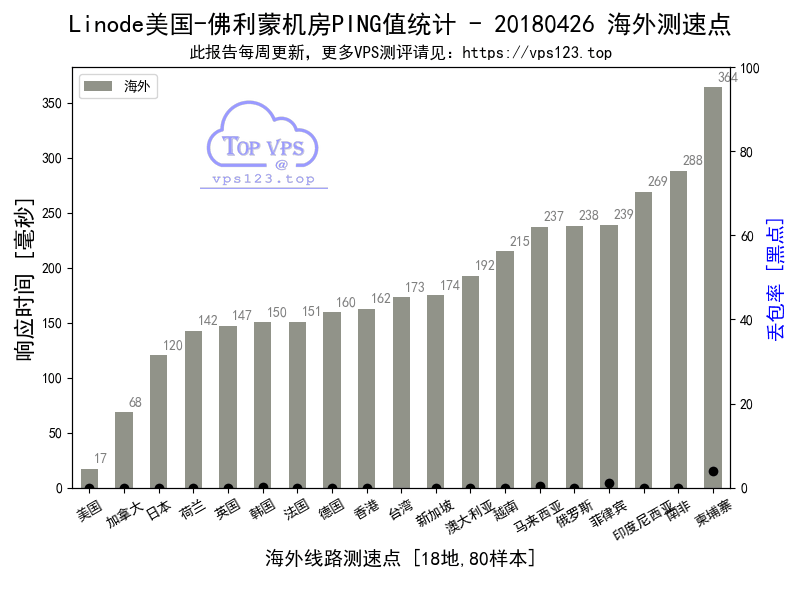 Linode美国-佛利蒙机房PING值统计 - 20180426 海外测速点
此报告每周更新，更多VPS测评请见：https://vps123.top
海外
TOP VPS
@
vps123.top
响应时间 [毫秒]
350
300
250
200
150
100
50
0
17
68
120
142
147
150
151
160
162
173
174
192
215
237
238
239
269
288
364
100
80
60
40
20
0
丢包率 [黑点]
美国
加拿大
日本
荷兰
英国
韩国
法国
德国
香港
台湾
新加坡
澳大利亚
越南
马来西亚
俄罗斯
菲律宾
印度尼西亚
南非
柬埔寨
海外线路测速点 [18地,80样本]